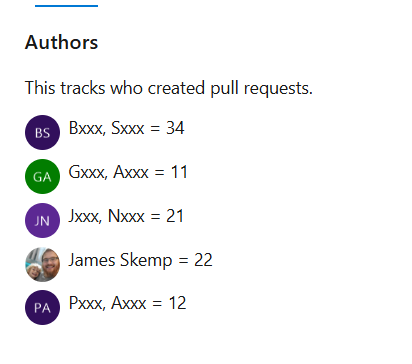 Authors
This tracks who created pull requests.
BS Bxxx, Sxxx = 34
GA Gxxx, Axxx = 11
JN Jxxx, Nxxx = 21
James Skemp = 22
PA Pxxx, Axxx = 12